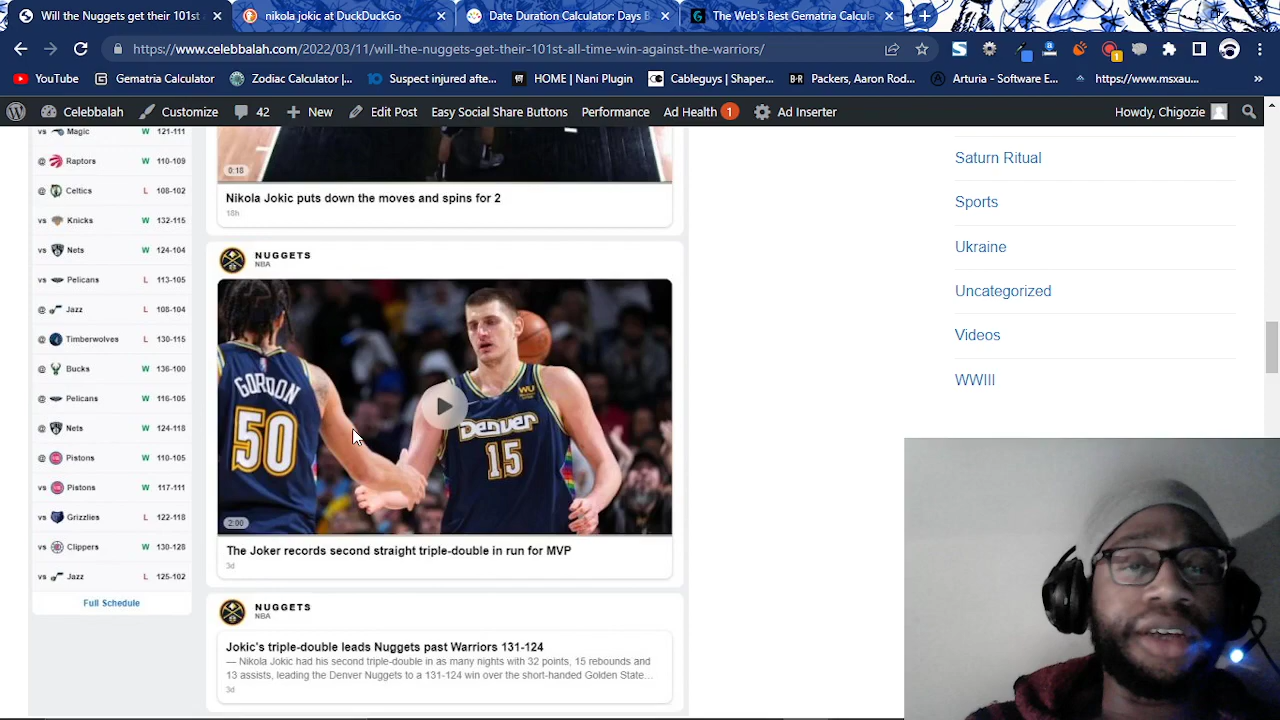 Will the Nuggets get their 101st
nikola jokic at DuckDuckGo
Date Duration Calculator: Days B
The Web's Best Gematria Calcula
https://www.celebbalah.com/2022/03/11/will-the-nuggets-get-their-101st-all-time-win-against-the-warriors/
YouTube
Gematria Calculator
Zodiac Calculator |...
Suspect injured afte...
HOME | Nani Plugin
Cableguys | Shaper...
B·R Packers, Aaron Rod...
Arturia - Software E...
https://www.msxau...
»
Celebbalah
Customize
42
New
Edit Post
Easy Social Share Buttons
Performance
Ad Health 1
Ad Inserter
Howdy, Chigozie
vs Magic W 121-111
@ Raptors W 110-109
@ Celtics L 108-102
vs Knicks W 132-115
vs Nets W 124-104
vs Pelicans L 113-105
@ Jazz L 108-104
@ Timberwolves L 130-115
@ Bucks W 136-100
@ Pelicans W 116-105
@ Nets W 124-118
@ Pistons W 110-105
vs Pistons W 117-111
vs Grizzlies L 122-118
vs Clippers W 130-128
vs Jazz L 125-102
Full Schedule
0:18
Nikola Jokic puts down the moves and spins for 2
18h
NUGGETS
NBA
GORDON
50
WU
Denver
15
2:00
The Joker records second straight triple-double in run for MVP
3d
NUGGETS
NBA
Jokic's triple-double leads Nuggets past Warriors 131-124
— Nikola Jokic had his second triple-double in as many nights with 32 points, 15 rebounds and
13 assists, leading the Denver Nuggets to a 131-124 win over the short-handed Golden State...
3d
Saturn Ritual
Sports
Ukraine
Uncategorized
Videos
WWIII